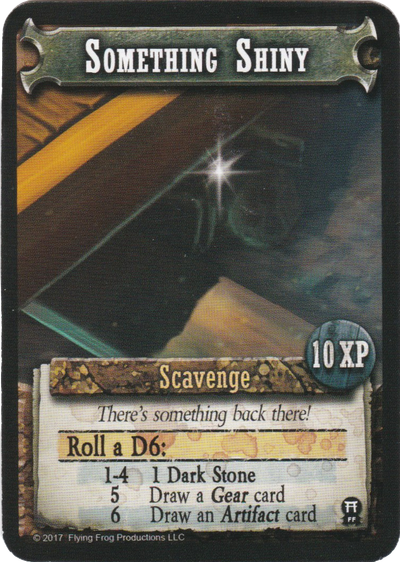 Something Shiny
10 XP
Scavenge
There's something back there!
Roll a D6:
1-4 1 Dark Stone
5 Draw a Gear card
6 Draw an Artifact card
FF
© 2017 Flying Frog Productions LLC